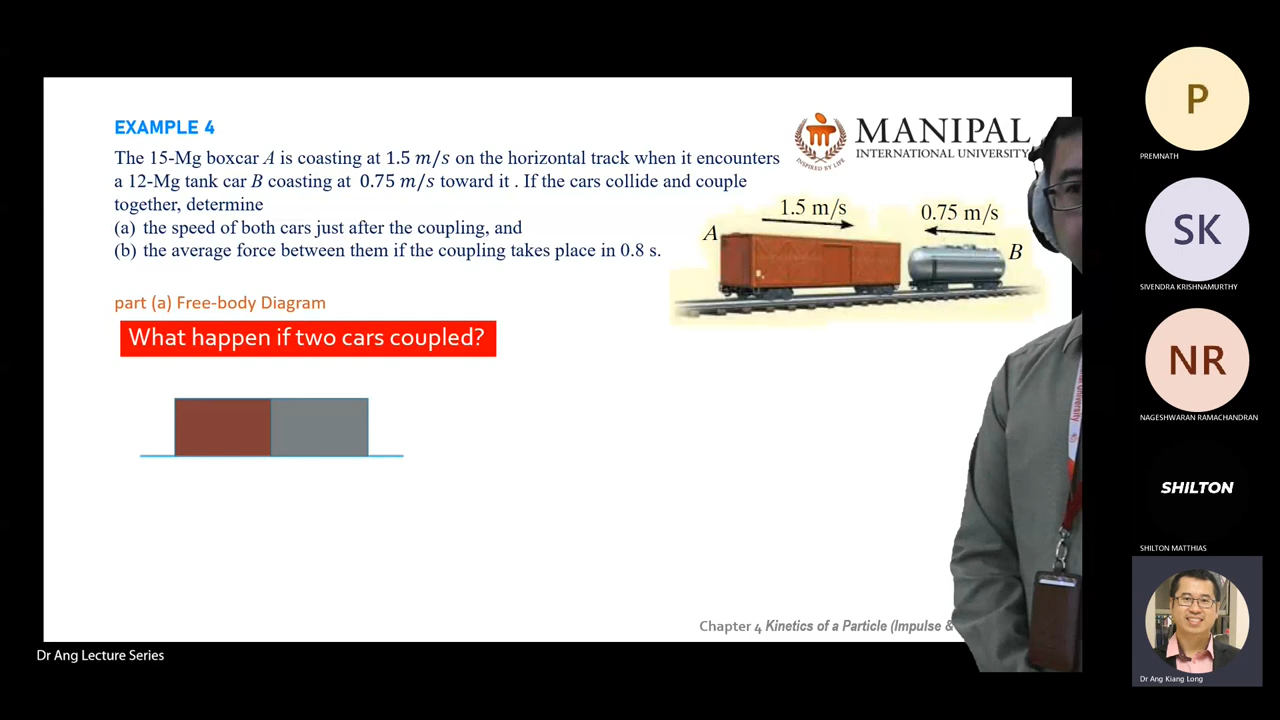 EXAMPLE 4
The 15-Mg boxcar A is coasting at 1.5 m/s on the horizontal track when it encounters
a 12-Mg tank car B coasting at 0.75 m/s toward it . If the cars collide and couple
together, determine
(a) the speed of both cars just after the coupling, and
(b) the average force between them if the coupling takes place in 0.8 s.
MANIPAL
INTERNATIONAL UNIVERSITY
INSPIRED BY LIFE
1.5 m/s
0.75 m/s
A
B
part (a) Free-body Diagram
What happen if two cars coupled?
Chapter 4 Kinetics of a Particle (Impulse &
Dr Ang Lecture Series
P
PREMNATH
SK
SIVENDRA KRISHNAMURTHY
NR
NAGESHWARAN RAMACHANDRAN
SHILTON
SHILTON MATTHIAS
Dr Ang Kiang Long